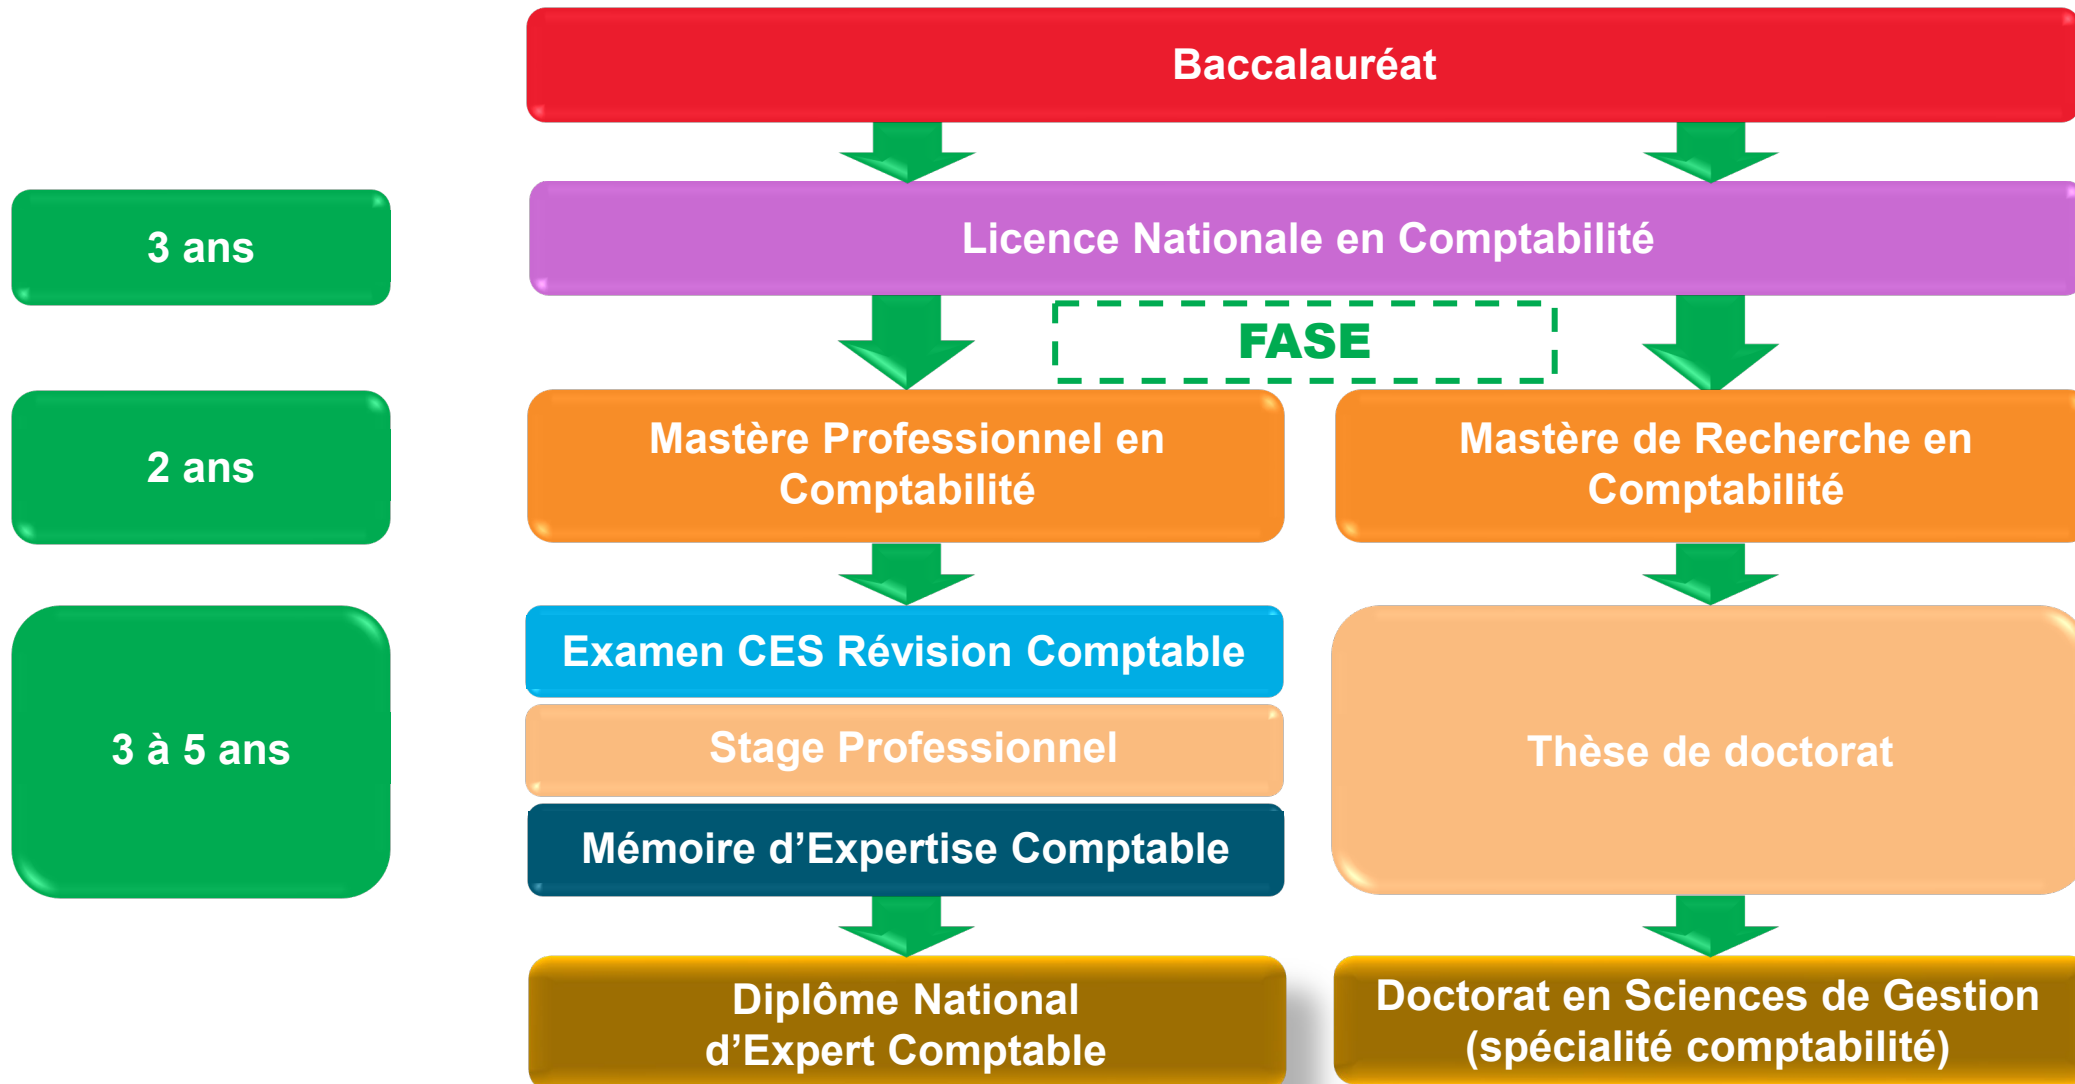 Baccalauréat
3 ans
Licence Nationale en Comptabilité
FASE
2 ans
Mastère Professionnel en
Comptabilité
Mastère de Recherche en
Comptabilité
3 à 5 ans
Examen CES Révision Comptable
Stage Professionnel
Mémoire d’Expertise Comptable
Thèse de doctorat
Diplôme National
d’Expert Comptable
Doctorat en Sciences de Gestion
(spécialité comptabilité)